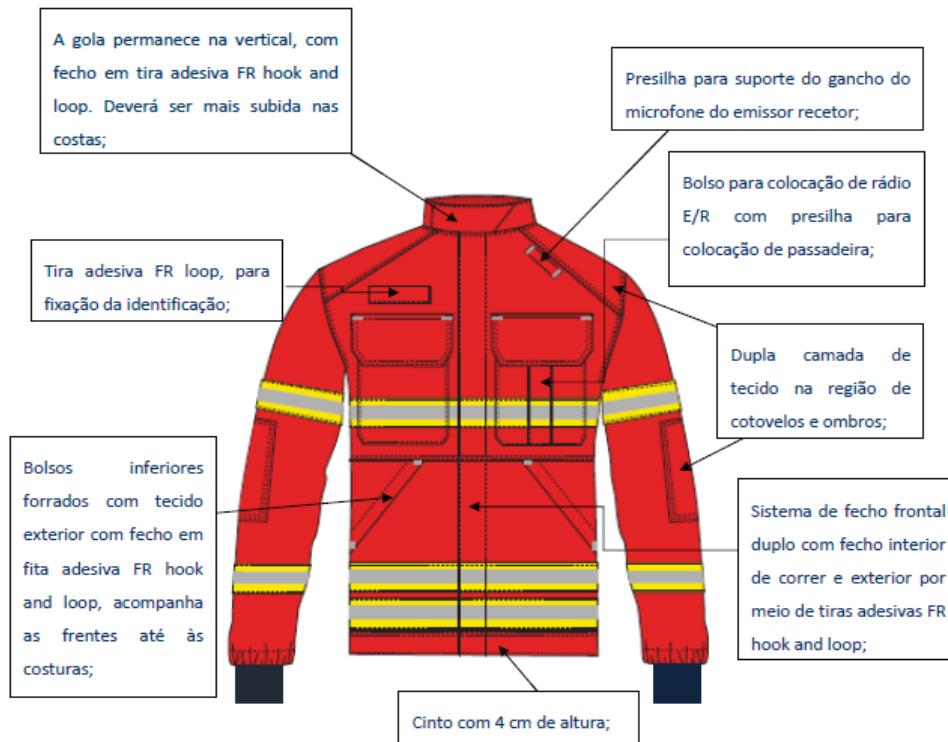 A gola permanece na vertical, com
fecho em tira adesiva FR hook and
loop. Deverá ser mais subida nas
costas;
Presilha para suporte do gancho do
microfone do emissor recetor;
Bolso para colocação de rádio
E/R com presilha para
colocação de passadeira;
Tira adesiva FR loop, para
fixação da identificação;
Dupla camada de
tecido na região de
cotovelos e ombros;
Bolsos inferiores
forrados com tecido
exterior com fecho em
fita adesiva FR hook
and loop, acompanha
as frentes até às
costuras;
Sistema de fecho frontal
duplo com fecho interior
de correr e exterior por
meio de tiras adesivas FR
hook and loop;
Cinto com 4 cm de altura;